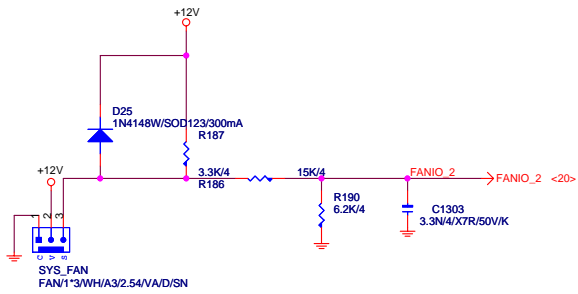 +12V
D25
1N4148W/SOD123/300mA
R187
+12V
3.3K/4
15K/4
FANIO_2
FANIO_2 <20>
R186
R190
6.2K/4
C1303
3.3N/4/X7R/50V/K
1 2 3
C V S
SYS_FAN
FAN/1*3/WH/A3/2.54/VA/D/SN